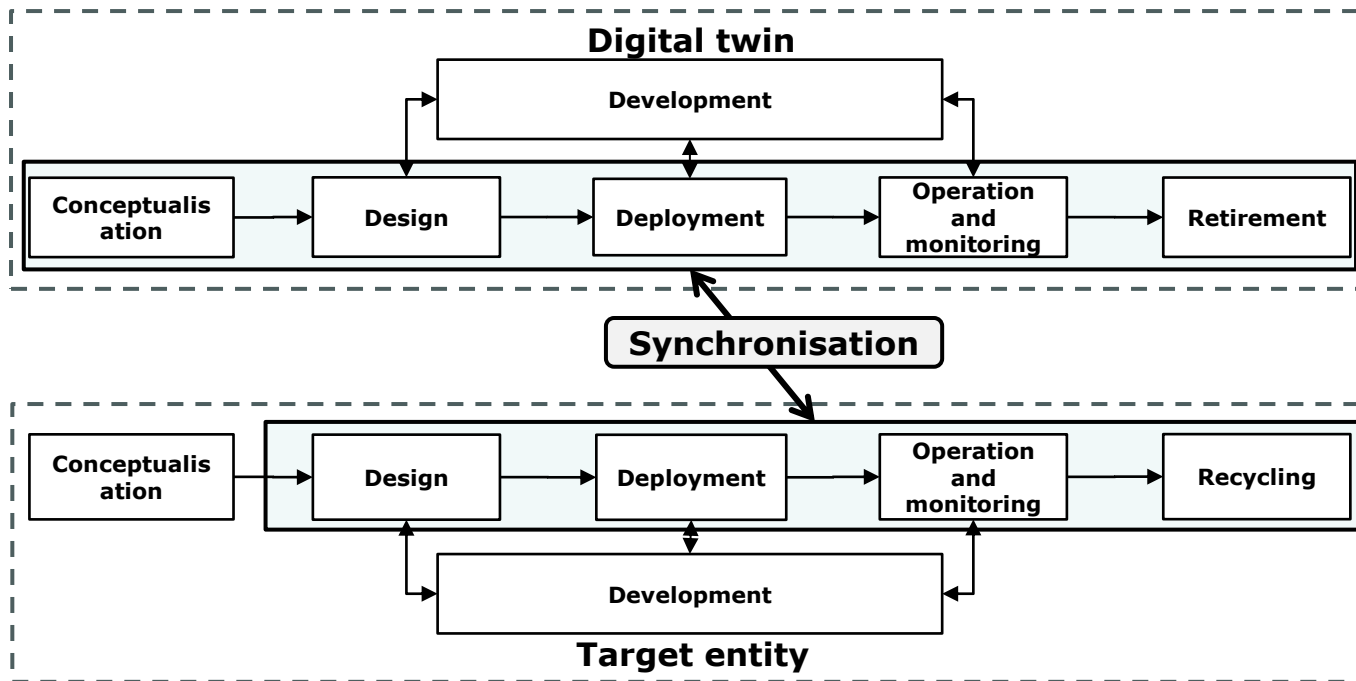 Digital twin
Development
Conceptualis
ation
Design
Deployment
Operation
and
monitoring
Retirement
Synchronisation
Conceptualis
ation
Design
Deployment
Operation
and
monitoring
Recycling
Development
Target entity